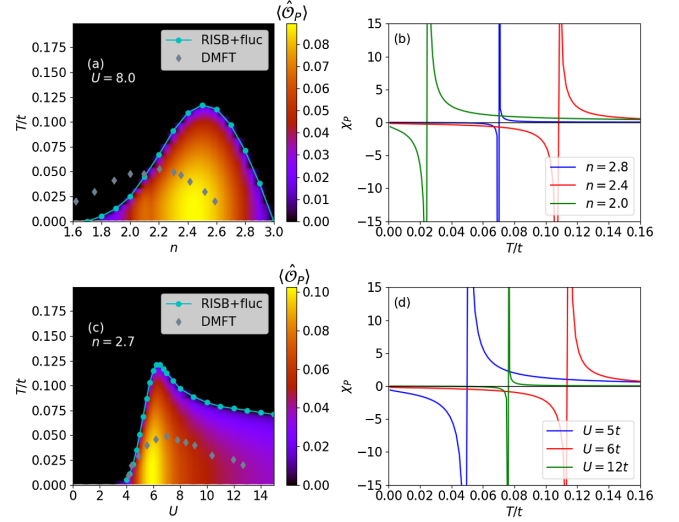 ⟨𝒪̂_P⟩
0.200
0.175
0.150
0.125
0.100
0.075
0.050
0.025
0.000
T/t
(a)
U = 8.0
RISB+fluc
DMFT
1.6 1.8 2.0 2.2 2.4 2.6 2.8 3.0
n
0.08
0.07
0.06
0.05
0.04
0.03
0.02
0.01
0.00
(b)
15
10
5
0
−5
−10
−15
χ_P
n = 2.8
n = 2.4
n = 2.0
0.00 0.02 0.04 0.06 0.08 0.10 0.12 0.14 0.16
T/t
⟨𝒪̂_P⟩
0.175
0.150
0.125
0.100
0.075
0.050
0.025
0.000
T/t
RISB+fluc
DMFT
(c)
n = 2.7
0 2 4 6 8 10 12 14
U
0.10
0.08
0.06
0.04
0.02
0.00
(d)
15
10
5
0
−5
−10
−15
χ_P
U = 5t
U = 6t
U = 12t
0.00 0.02 0.04 0.06 0.08 0.10 0.12 0.14 0.16
T/t